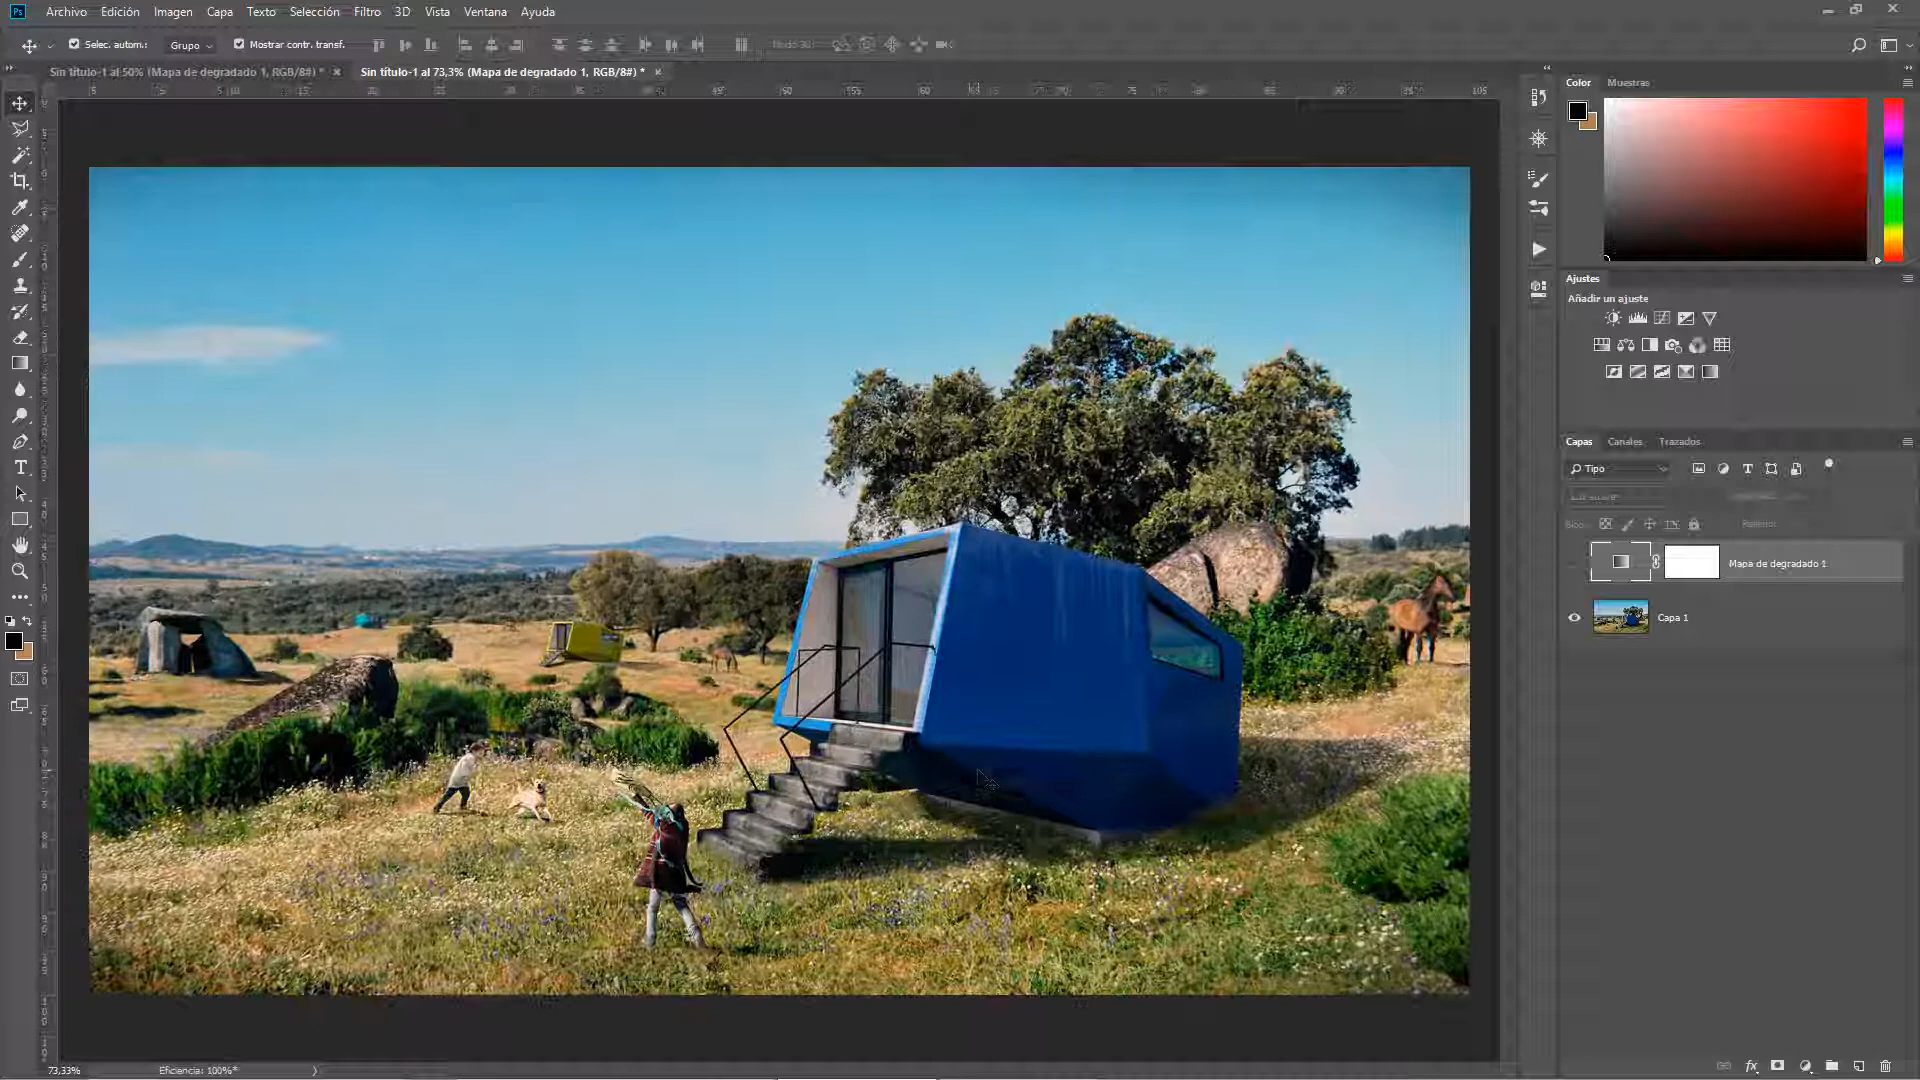 Ps Archivo Edición Imagen Capa Texto Selección Filtro 3D Vista Ventana Ayuda
Selec. autom.: Grupo Mostrar contr. transf. Modo 3D:
Sin título-1 al 50% (Mapa de degradado 1, RGB/8#) * × Sin título-1 al 73,3% (Mapa de degradado 1, RGB/8#) * ×
Color Muestras
Ajustes
Añadir un ajuste
Capas Canales Trazados
Tipo
Mapa de degradado 1
Capa 1
73,33% Eficiencia: 100%*